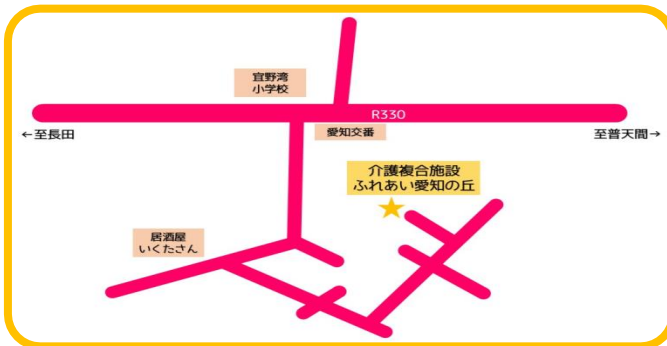 宜野湾
小学校
R330
←至長田
愛知交番
至普天間→
介護複合施設
ふれあい愛知の丘
居酒屋
いくたさん